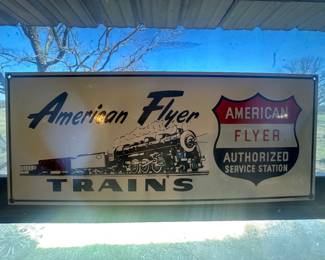 American Flyer
TRAINS
AMERICAN
FLYER
AUTHORIZED
SERVICE STATION